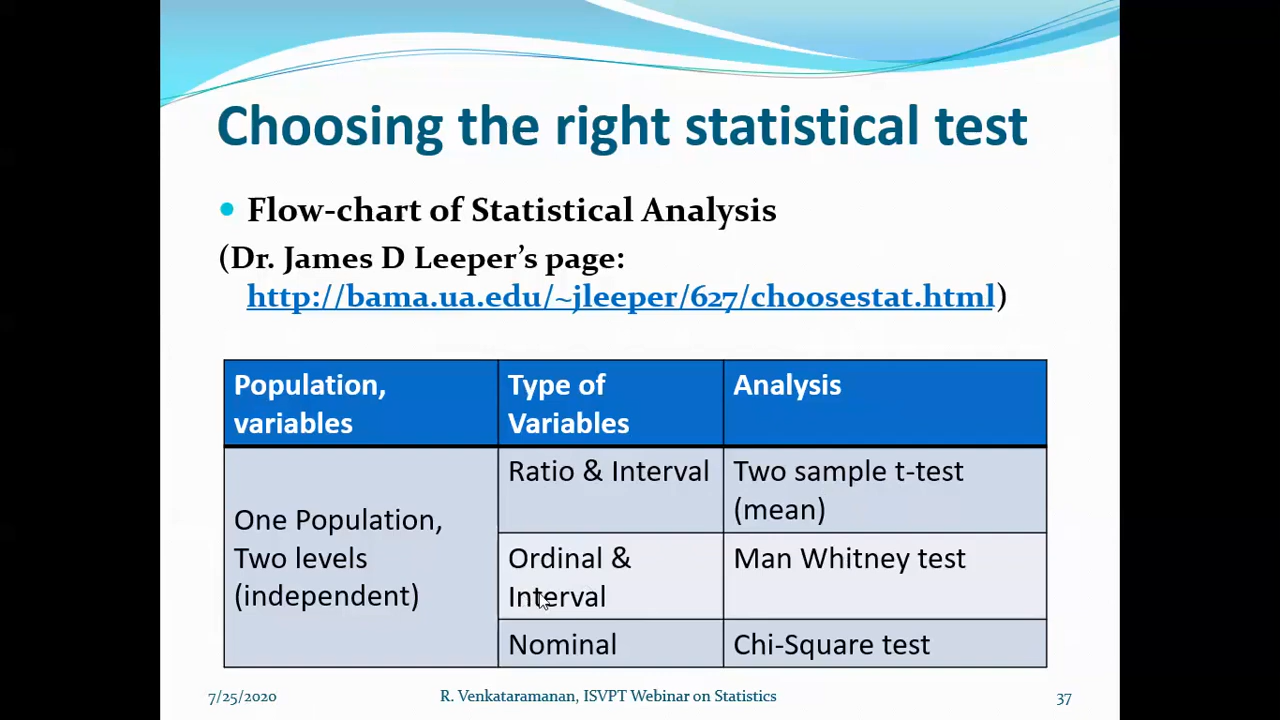 Choosing the right statistical test
Flow-chart of Statistical Analysis
(Dr. James D Leeper’s page:
http://bama.ua.edu/~jleeper/627/choosestat.html)
Population,
variables
Type of
Variables
Analysis
One Population,
Two levels
(independent)
Ratio & Interval
Two sample t-test
(mean)
Ordinal &
Interval
Man Whitney test
Nominal
Chi-Square test
7/25/2020
R. Venkataramanan, ISVPT Webinar on Statistics
37